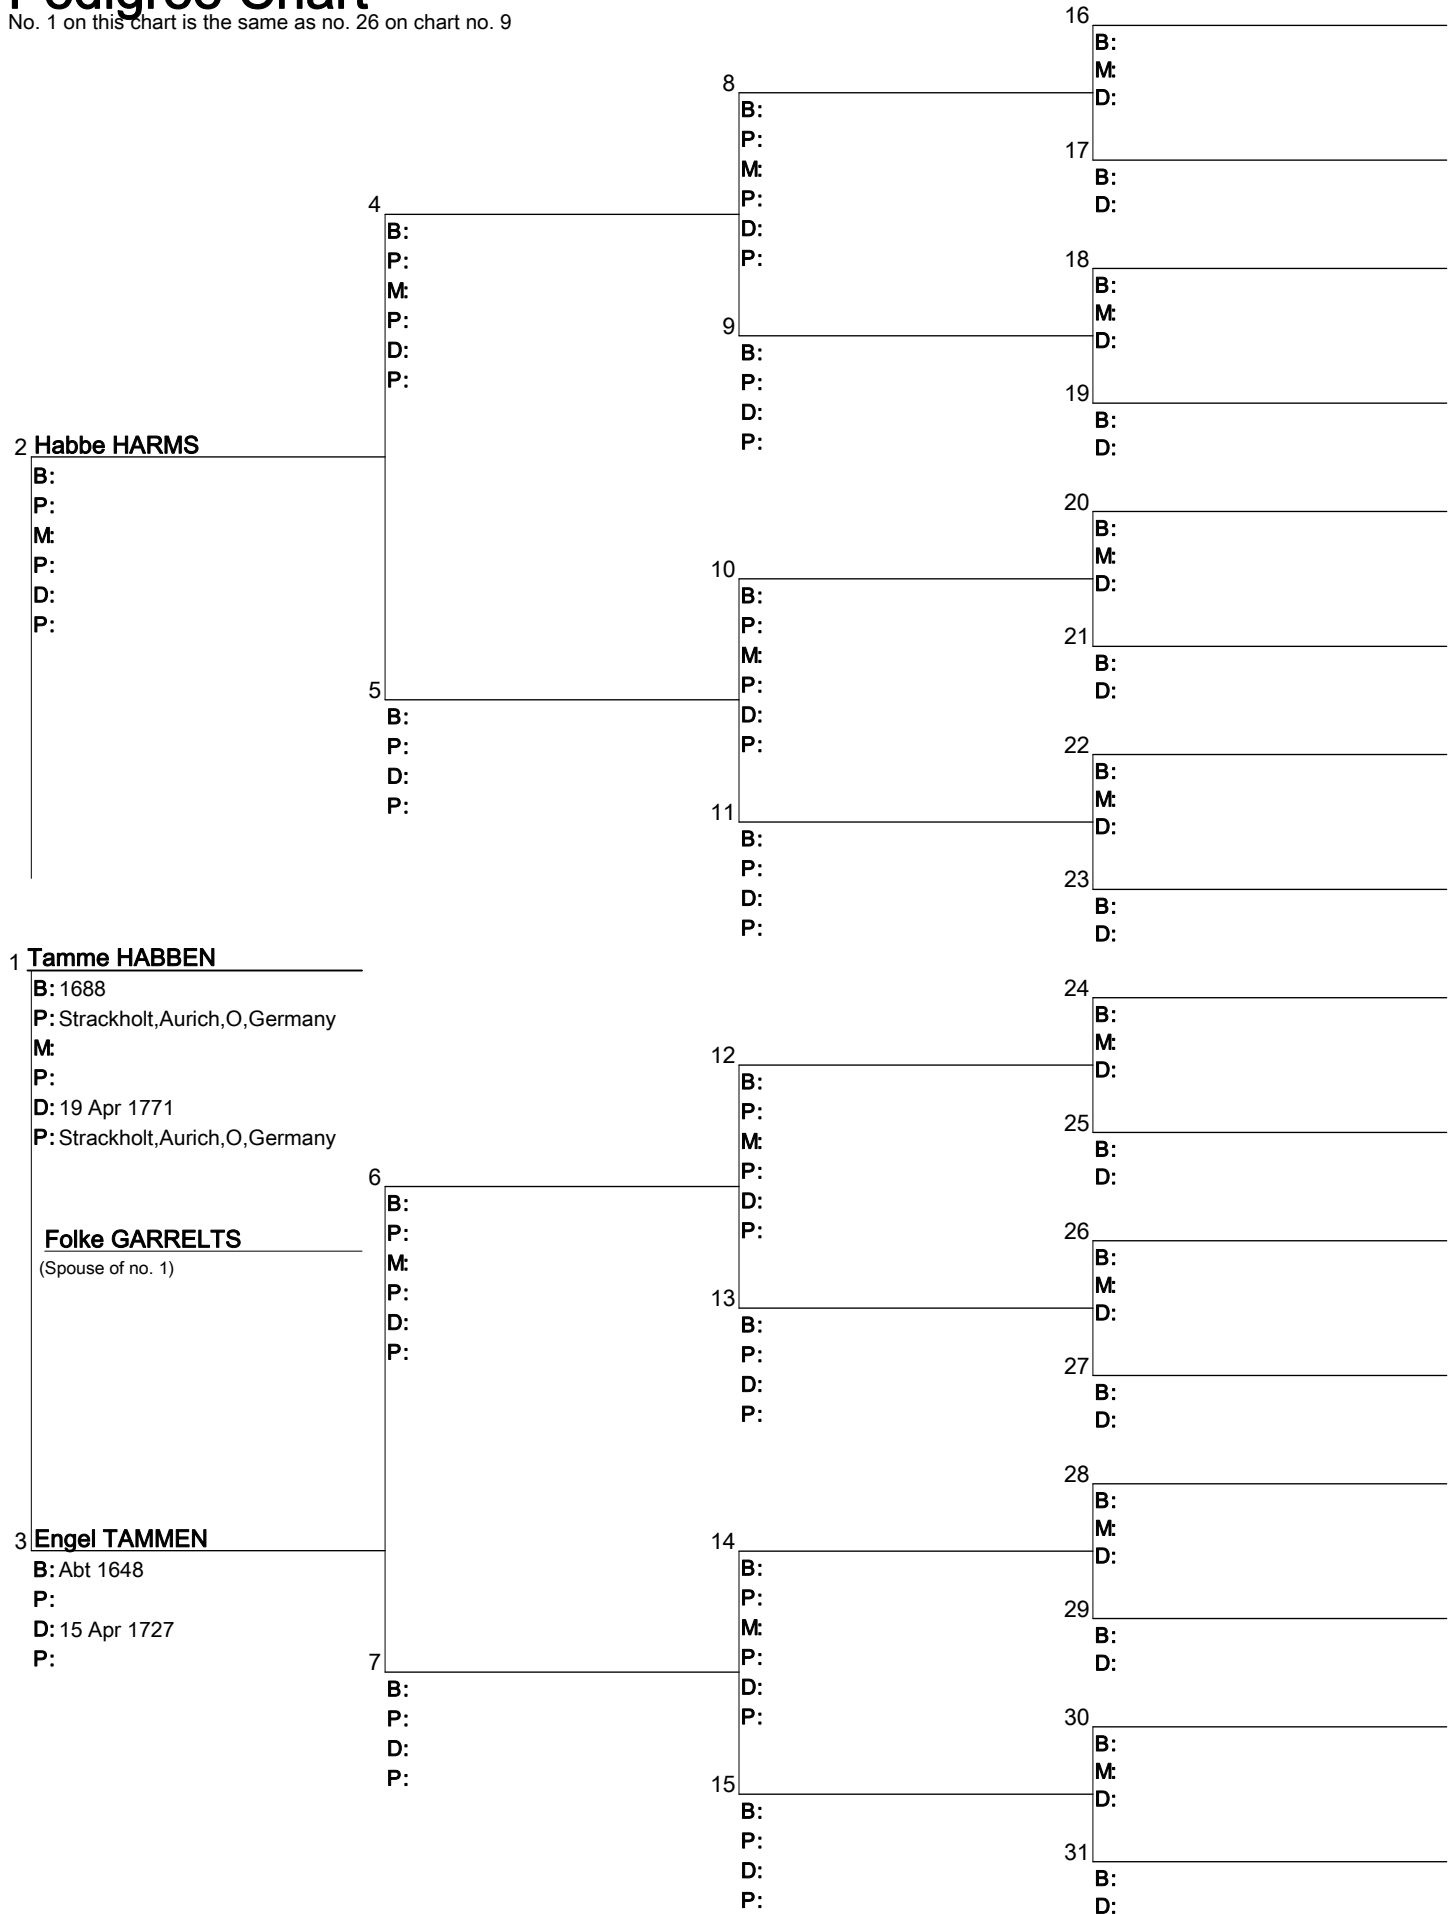 Pedigree Chart
No. 1 on this chart is the same as no. 26 on chart no. 9
2 Habbe HARMS
B:
P:
M:
P:
D:
P:
1 Tamme HABBEN
B: 1688
P: Strackholt,Aurich,O,Germany
M:
P:
D: 19 Apr 1771
P: Strackholt,Aurich,O,Germany
Folke GARRELTS
(Spouse of no. 1)
3 Engel TAMMEN
B: Abt 1648
P:
D: 15 Apr 1727
P:
4
B:
P:
M:
P:
D:
P:
5
B:
P:
D:
P:
6
B:
P:
M:
P:
D:
P:
7
B:
P:
D:
P:
8
B:
P:
M:
P:
D:
P:
9
B:
P:
D:
P:
10
B:
P:
M:
P:
D:
P:
11
B:
P:
D:
P:
12
B:
P:
M:
P:
D:
P:
13
B:
P:
D:
P:
14
B:
P:
M:
P:
D:
P:
15
B:
P:
D:
P:
16
B:
M:
D:
17
B:
D:
18
B:
M:
D:
19
B:
D:
20
B:
M:
D:
21
B:
D:
22
B:
M:
D:
23
B:
D:
24
B:
M:
D:
25
B:
D:
26
B:
M:
D:
27
B:
D:
28
B:
M:
D:
29
B:
D:
30
B:
M:
D:
31
B:
D: